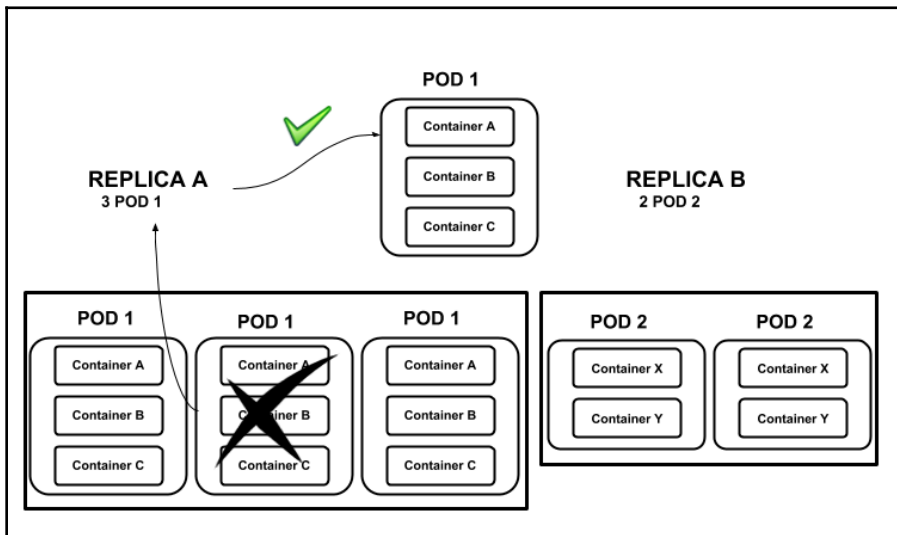 POD 1
Container A
Container B
Container C
REPLICA A
3 POD 1
REPLICA B
2 POD 2
POD 1
Container A
Container B
Container C
POD 1
Container A
Container B
Container C
POD 1
Container A
Container B
Container C
POD 2
Container X
Container Y
POD 2
Container X
Container Y